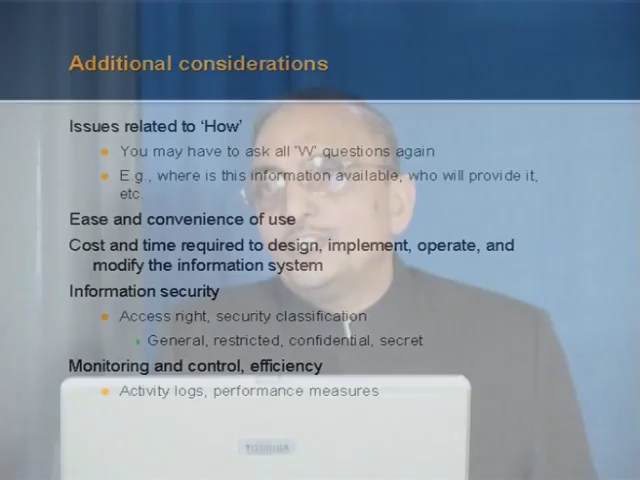 Additional considerations
Issues related to ‘How’
You may have to ask all 'W' questions again
E.g., where is this information available, who will provide it,
etc.
Ease and convenience of use
Cost and time required to design, implement, operate, and
modify the information system
Information security
Access right, security classification
General, restricted, confidential, secret
Monitoring and control, efficiency
Activity logs, performance measures
TOSHIBA